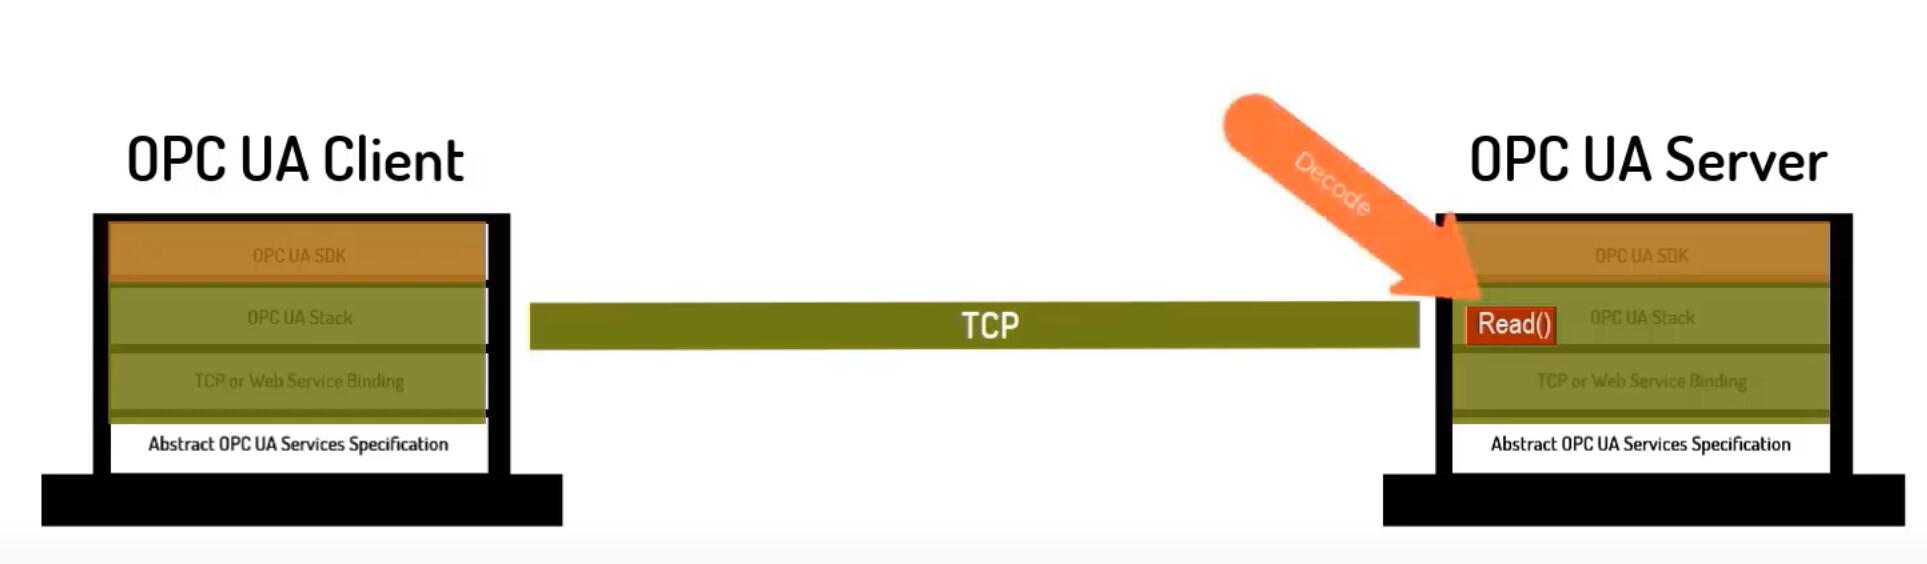 OPC UA Client
OPC UA SDK
OPC UA Stack
TCP or Web Service Binding
Abstract OPC UA Services Specification
TCP
Decode
OPC UA Server
OPC UA SDK
Read()
OPC UA Stack
TCP or Web Service Binding
Abstract OPC UA Services Specification